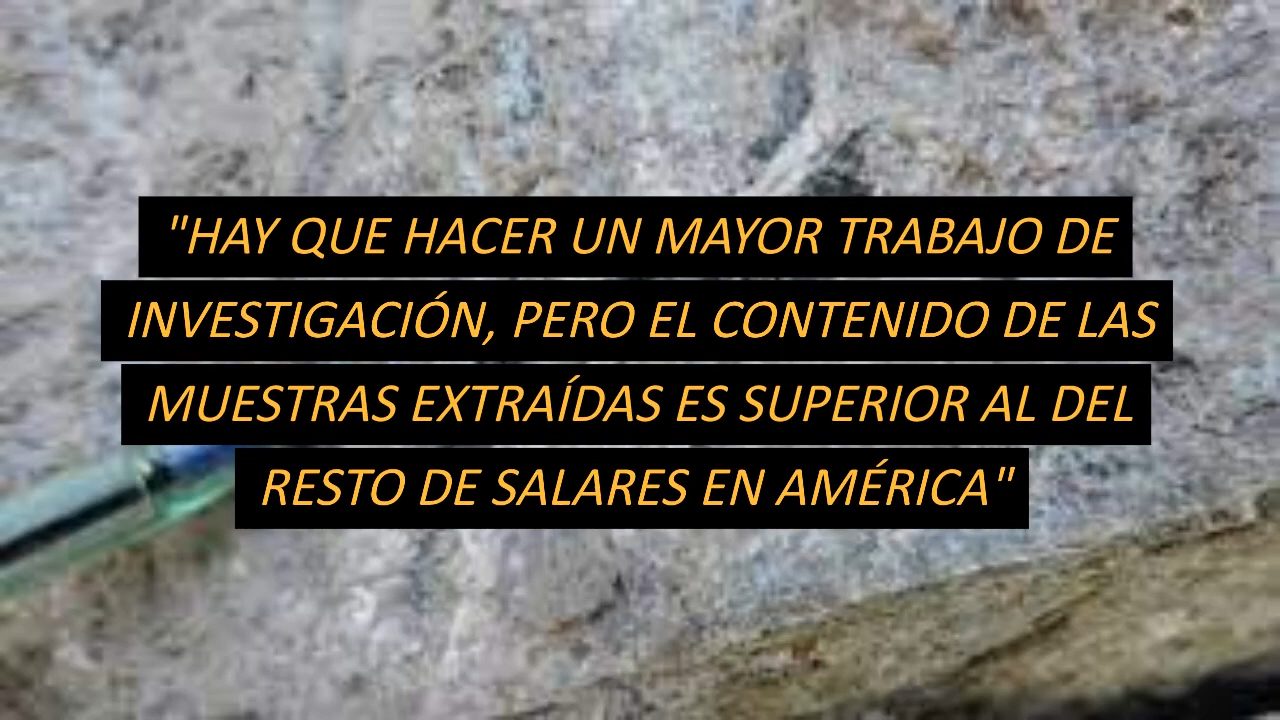 "HAY QUE HACER UN MAYOR TRABAJO DE
INVESTIGACIÓN, PERO EL CONTENIDO DE LAS
MUESTRAS EXTRAÍDAS ES SUPERIOR AL DEL
RESTO DE SALARES EN AMÉRICA"